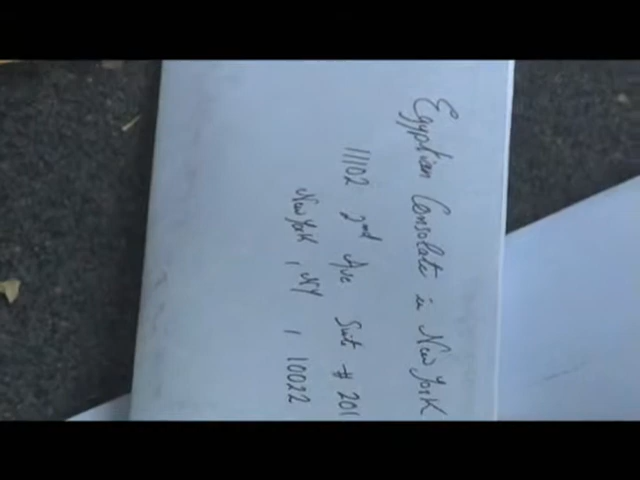 Egyptian Consolate in New York
11102 2nd Ave Suit # 201
New York , NY , 10022